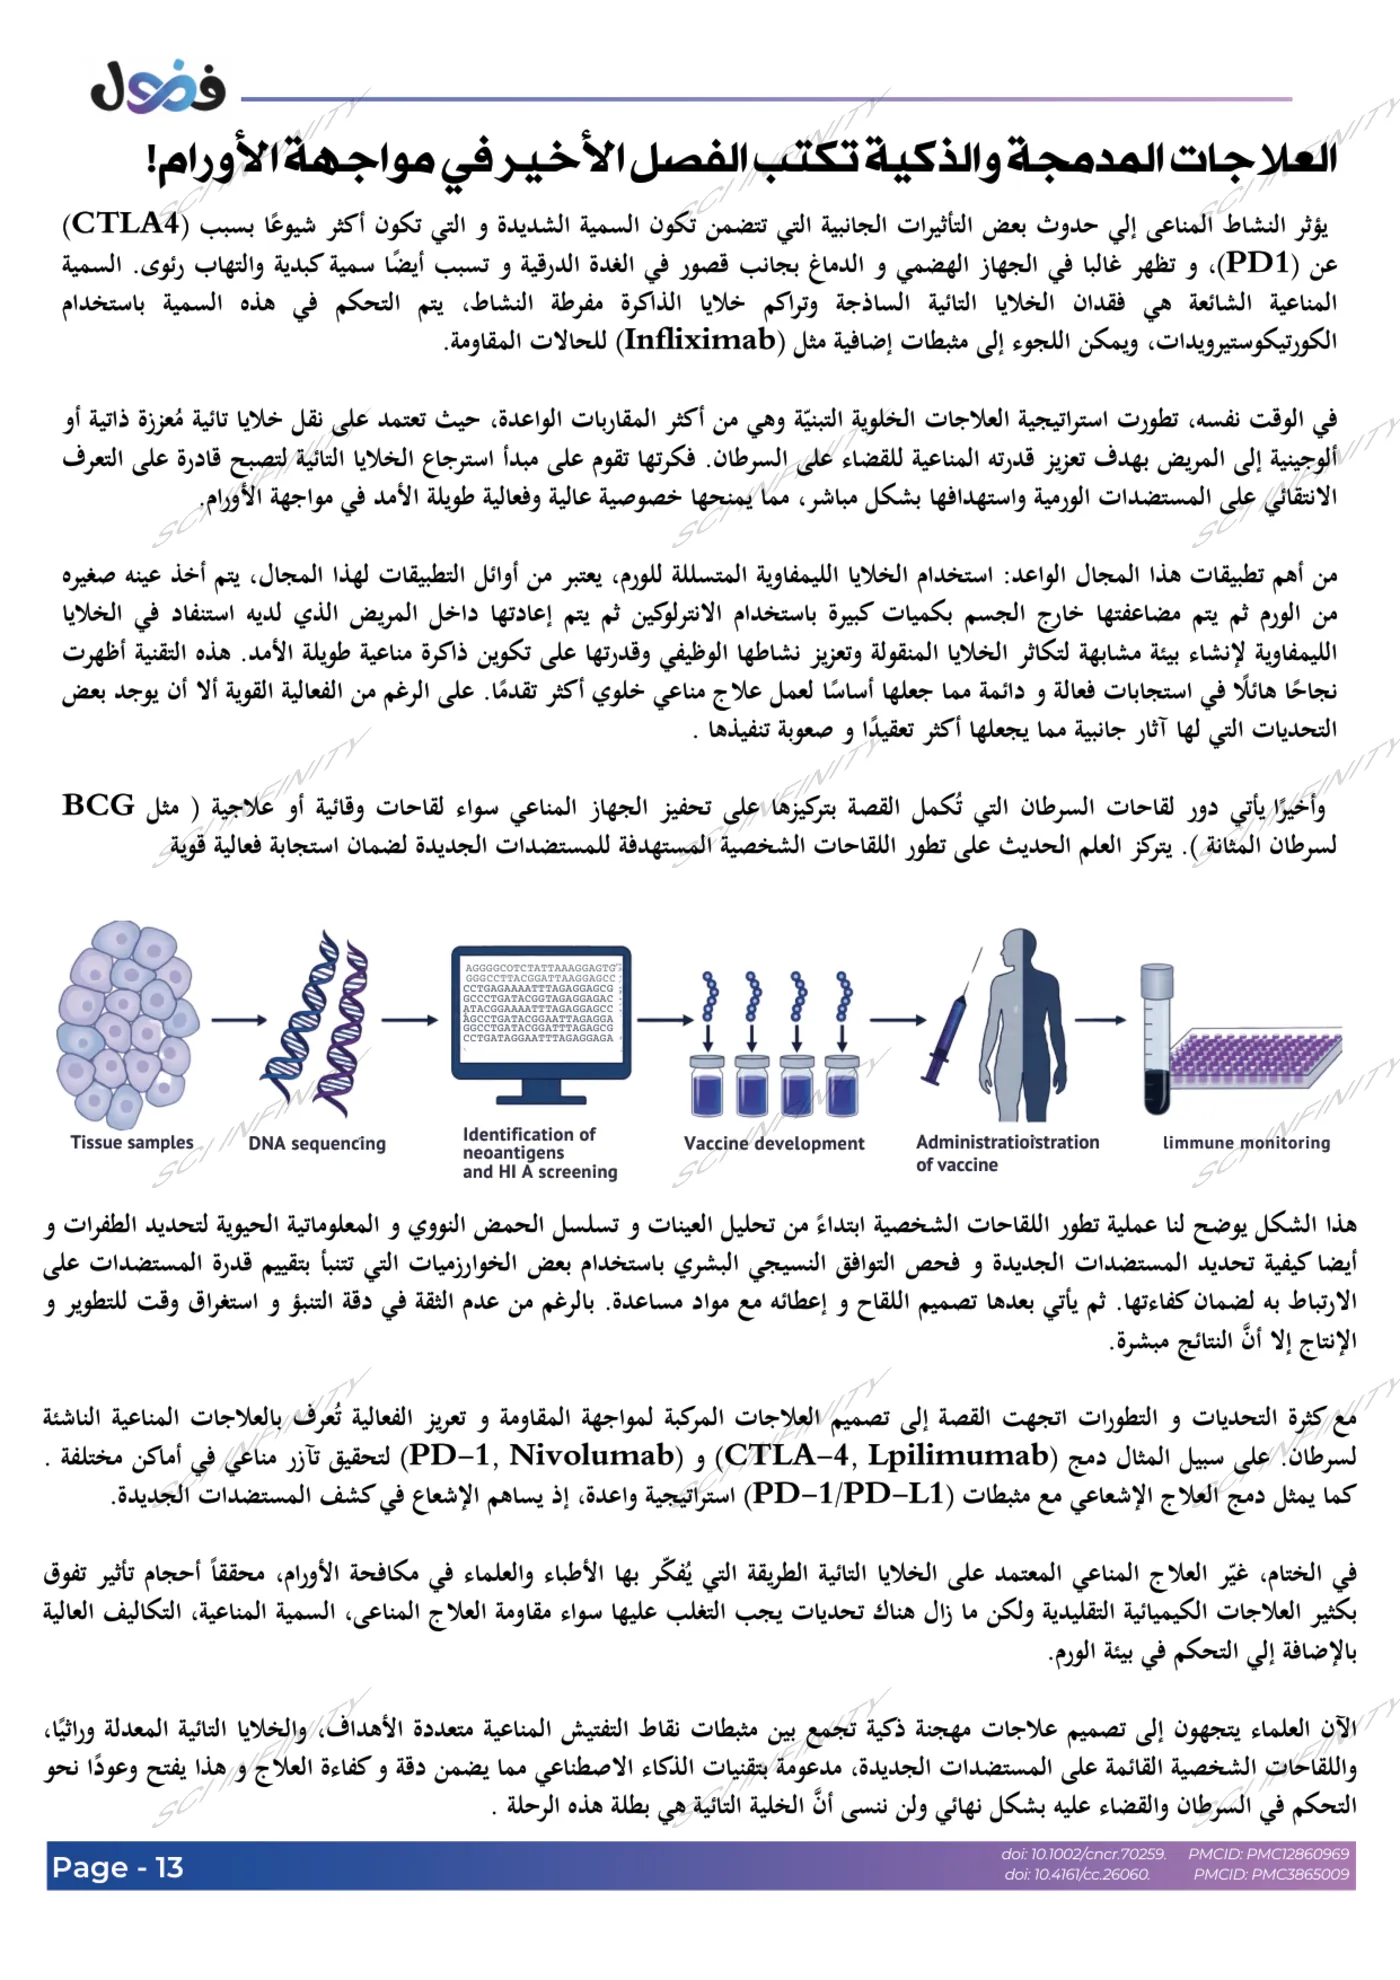 فضول
العلاجات المدمجة والذكية تكتب الفصل الأخير في مواجهة الأورام!
يؤثر النشاط المناعى إلي حدوث بعض التأثيرات الجانبية التي تتضمن تكون السمية الشديدة و التي تكون أكثر شيوعًا بسبب (CTLA4)
عن (PD1)، و تظهر غالبا في الجهاز الهضمي و الدماغ بجانب قصور في الغدة الدرقية و تسبب أيضًا سمية كبدية والتهاب رئوى. السمية
المناعية الشائعة هي فقدان الخلايا التائية الساذجة وتراكم خلايا الذاكرة مفرطة النشاط، يتم التحكم في هذه السمية باستخدام
الكورتيكوستيرويدات، ويمكن اللجوء إلى مثبطات إضافية مثل (Infliximab) للحالات المقاومة.
في الوقت نفسه، تطورت استراتيجية العلاجات الخلوية التبنيّة وهي من أكثر المقاربات الواعدة، حيث تعتمد على نقل خلايا تائية مُعززة ذاتية أو
ألوجينية إلى المريض بهدف تعزيز قدرته المناعية للقضاء على السرطان. فكرتها تقوم على مبدأ استرجاع الخلايا التائية لتصبح قادرة على التعرف
الانتقائي على المستضدات الورمية واستهدافها بشكل مباشر، مما يمنحها خصوصية عالية وفعالية طويلة الأمد في مواجهة الأورام.
من أهم تطبيقات هذا المجال الواعد: استخدام الخلايا الليمفاوية المتسللة للورم، يعتبر من أوائل التطبيقات لهذا المجال، يتم أخذ عينه صغيره
من الورم ثم يتم مضاعفتها خارج الجسم بكميات كبيرة باستخدام الانترلوكين ثم يتم إعادتها داخل المريض الذي لديه استنفاد في الخلايا
الليمفاوية لإنشاء بيئة مشابهة لتكاثر الخلايا المنقولة وتعزيز نشاطها الوظيفي وقدرتها على تكوين ذاكرة مناعية طويلة الأمد. هذه التقنية أظهرت
نجاحًا هائلًا في استجابات فعالة و دائمة مما جعلها أساسًا لعمل علاج مناعي خلوي أكثر تقدمًا. على الرغم من الفعالية القوية ألا أن يوجد بعض
التحديات التي لها آثار جانبية مما يجعلها أكثر تعقيدًا و صعوبة تنفيذها .
وأخيرًا يأتي دور لقاحات السرطان التي تُكمل القصة بتركيزها على تحفيز الجهاز المناعي سواء لقاحات وقائية أو علاجية ( مثل BCG
لسرطان المثانة ). يتركز العلم الحديث على تطور اللقاحات الشخصية المستهدفة للمستضدات الجديدة لضمان استجابة فعالية قوية
AGGGGCOTCTATTAAAGGAGTG
GGGCCTTACGGATTAAGGAGCC
CCTGAGAAAATTTAGAGGAGCG
GCCCTGATACGGTAGAGGAGAC
ATACGGAAAATTTAGAGGAGCC
AGCCTGATACGGAATTAGAGGA
GGCCTGATACGGATTTAGAGCG
CCTGATAGGAATTTAGAGGAGA
Tissue samples
DNA sequencing
Identification of
neoantigens
and HI A screening
Vaccine development
Administratioistration
of vaccine
limmune monitoring
هذا الشكل يوضح لنا عملية تطور اللقاحات الشخصية ابتداءً من تحليل العينات و تسلسل الحمض النووي و المعلوماتية الحيوية لتحديد الطفرات و
أيضا كيفية تحديد المستضدات الجديدة و فحص التوافق النسيجي البشري باستخدام بعض الخوارزميات التي تتنبأ بتقييم قدرة المستضدات على
الارتباط به لضمان كفاءتها. ثم يأتي بعدها تصميم اللقاح و إعطائه مع مواد مساعدة. بالرغم من عدم الثقة في دقة التنبؤ و استغراق وقت للتطوير و
الإنتاج إلا أنَّ النتائج مبشرة.
مع كثرة التحديات و التطورات اتجهت القصة إلى تصميم العلاجات المركبة لمواجهة المقاومة و تعريز الفعالية تُعرف بالعلاجات المناعية الناشئة
لسرطان. على سبيل المثال دمج (CTLA-4, Lpilimumab) و (PD-1, Nivolumab) لتحقيق تآزر مناعي في أماكن مختلفة .
كما يمثل دمج العلاج الإشعاعي مع مثبطات (PD-1/PD-L1) استراتيجية واعدة، إذ يساهم الإشعاع في كشف المستضدات الجديدة.
في الختام، غيّر العلاج المناعي المعتمد على الخلايا التائية الطريقة التي يُفكّر بها الأطباء والعلماء في مكافحة الأورام، محققاً أحجام تأثير تفوق
بكثير العلاجات الكيميائية التقليدية ولكن ما زال هناك تحديات يجب التغلب عليها سواء مقاومة العلاج المناعى، السمية المناعية، التكاليف العالية
بالإضافة إلي التحكم في بيئة الورم.
الآن العلماء يتجهون إلى تصميم علاجات مهجنة ذكية تجمع بين مثبطات نقاط التفتيش المناعية متعددة الأهداف، والخلايا التائية المعدلة وراثيًا،
واللقاحات الشخصية القائمة على المستضدات الجديدة، مدعومة بتقنيات الذكاء الاصطناعي مما يضمن دقة و كفاءة العلاج و هذا يفتح وعودًا نحو
التحكم في السرطان والقضاء عليه بشكل نهائي ولن ننسى أنَّ الخلية التائية هي بطلة هذه الرحلة .
Page - 13
doi: 10.1002/cncr.70259. PMCID: PMC12860969
doi: 10.4161/cc.26060. PMCID: PMC3865009
SCI INFINITY